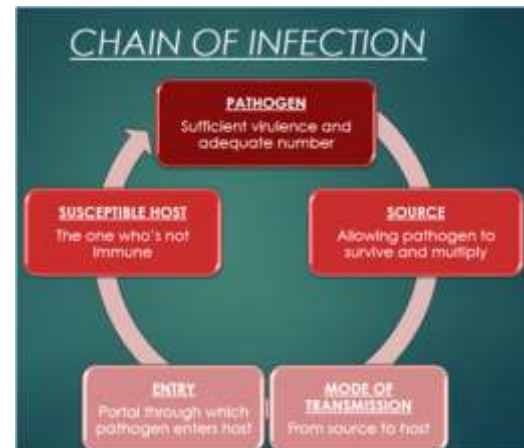 CHAIN OF INFECTION
PATHOGEN
Sufficient virulence and
adequate number
SOURCE
Allowing pathogen to
survive and multiply
MODE OF
TRANSMISSION
From source to host
ENTRY
Portal through which
pathogen enters host
SUSCEPTIBLE HOST
The one who's not
immune